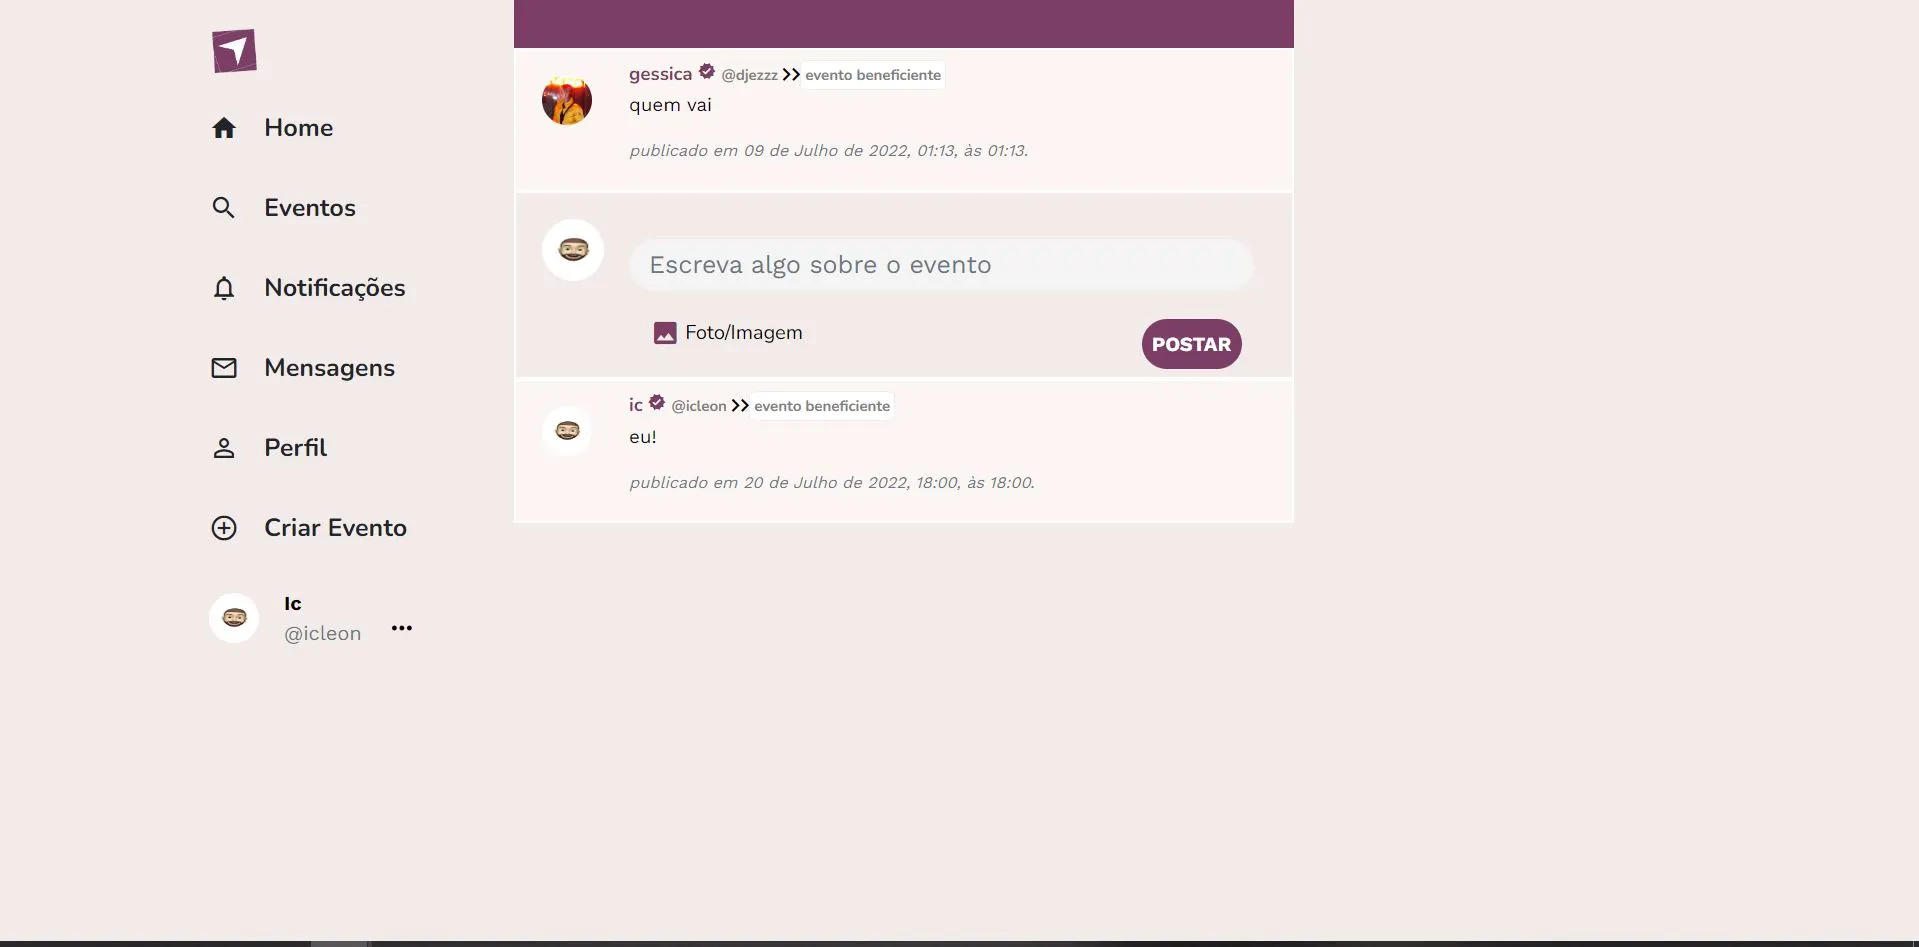 Home
Eventos
Notificações
Mensagens
Perfil
Criar Evento
Ic
@icleon
gessica @djezzz evento beneficiente
quem vai
publicado em 09 de Julho de 2022, 01:13, às 01:13.
Escreva algo sobre o evento
Foto/Imagem
POSTAR
ic @icleon evento beneficiente
eu!
publicado em 20 de Julho de 2022, 18:00, às 18:00.